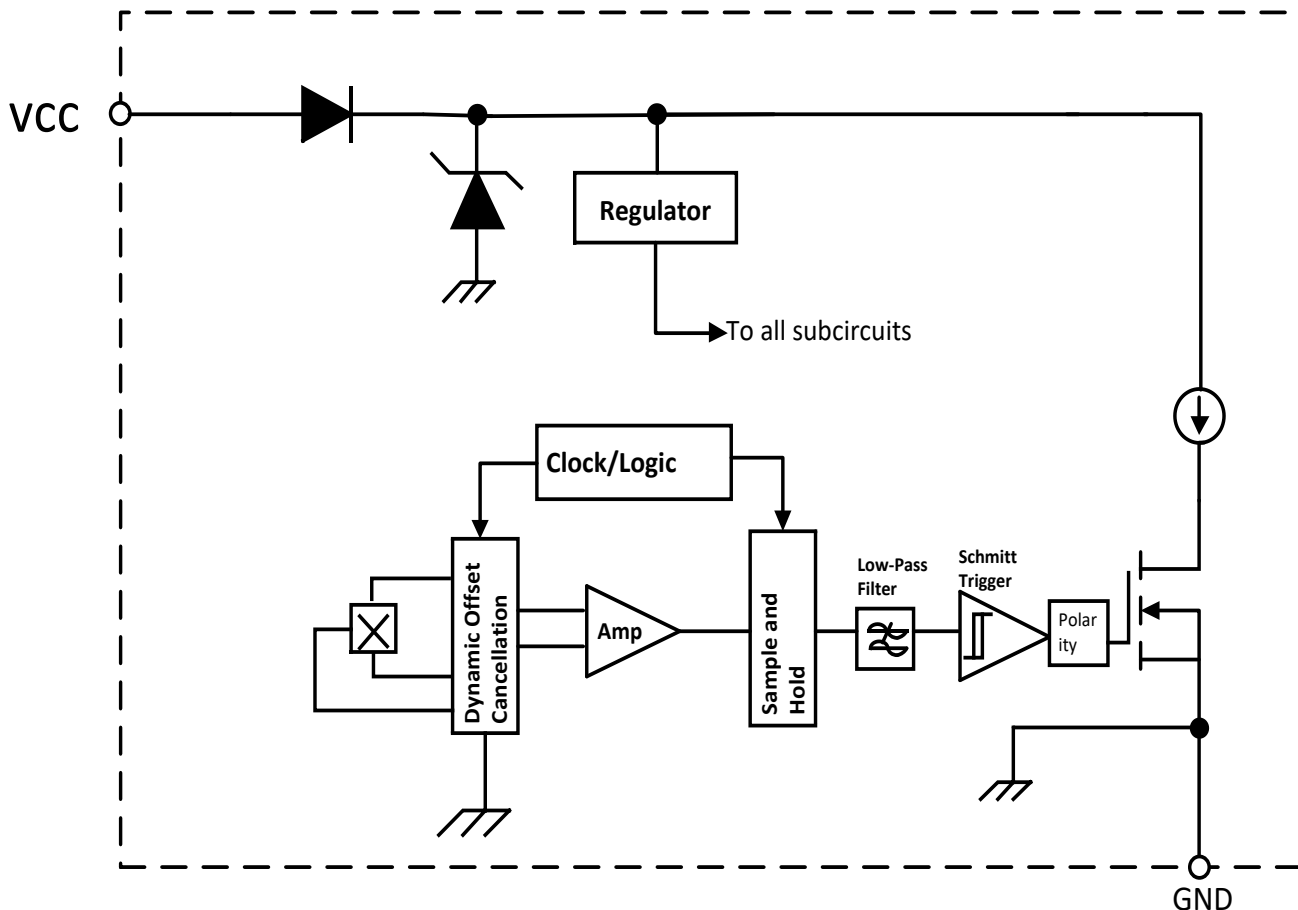 VCC
Regulator
To all subcircuits
Clock/Logic
Dynamic Offset
Cancellation
Amp
Sample and
Hold
Low-Pass
Filter
Schmitt
Trigger
Polar
ity
GND